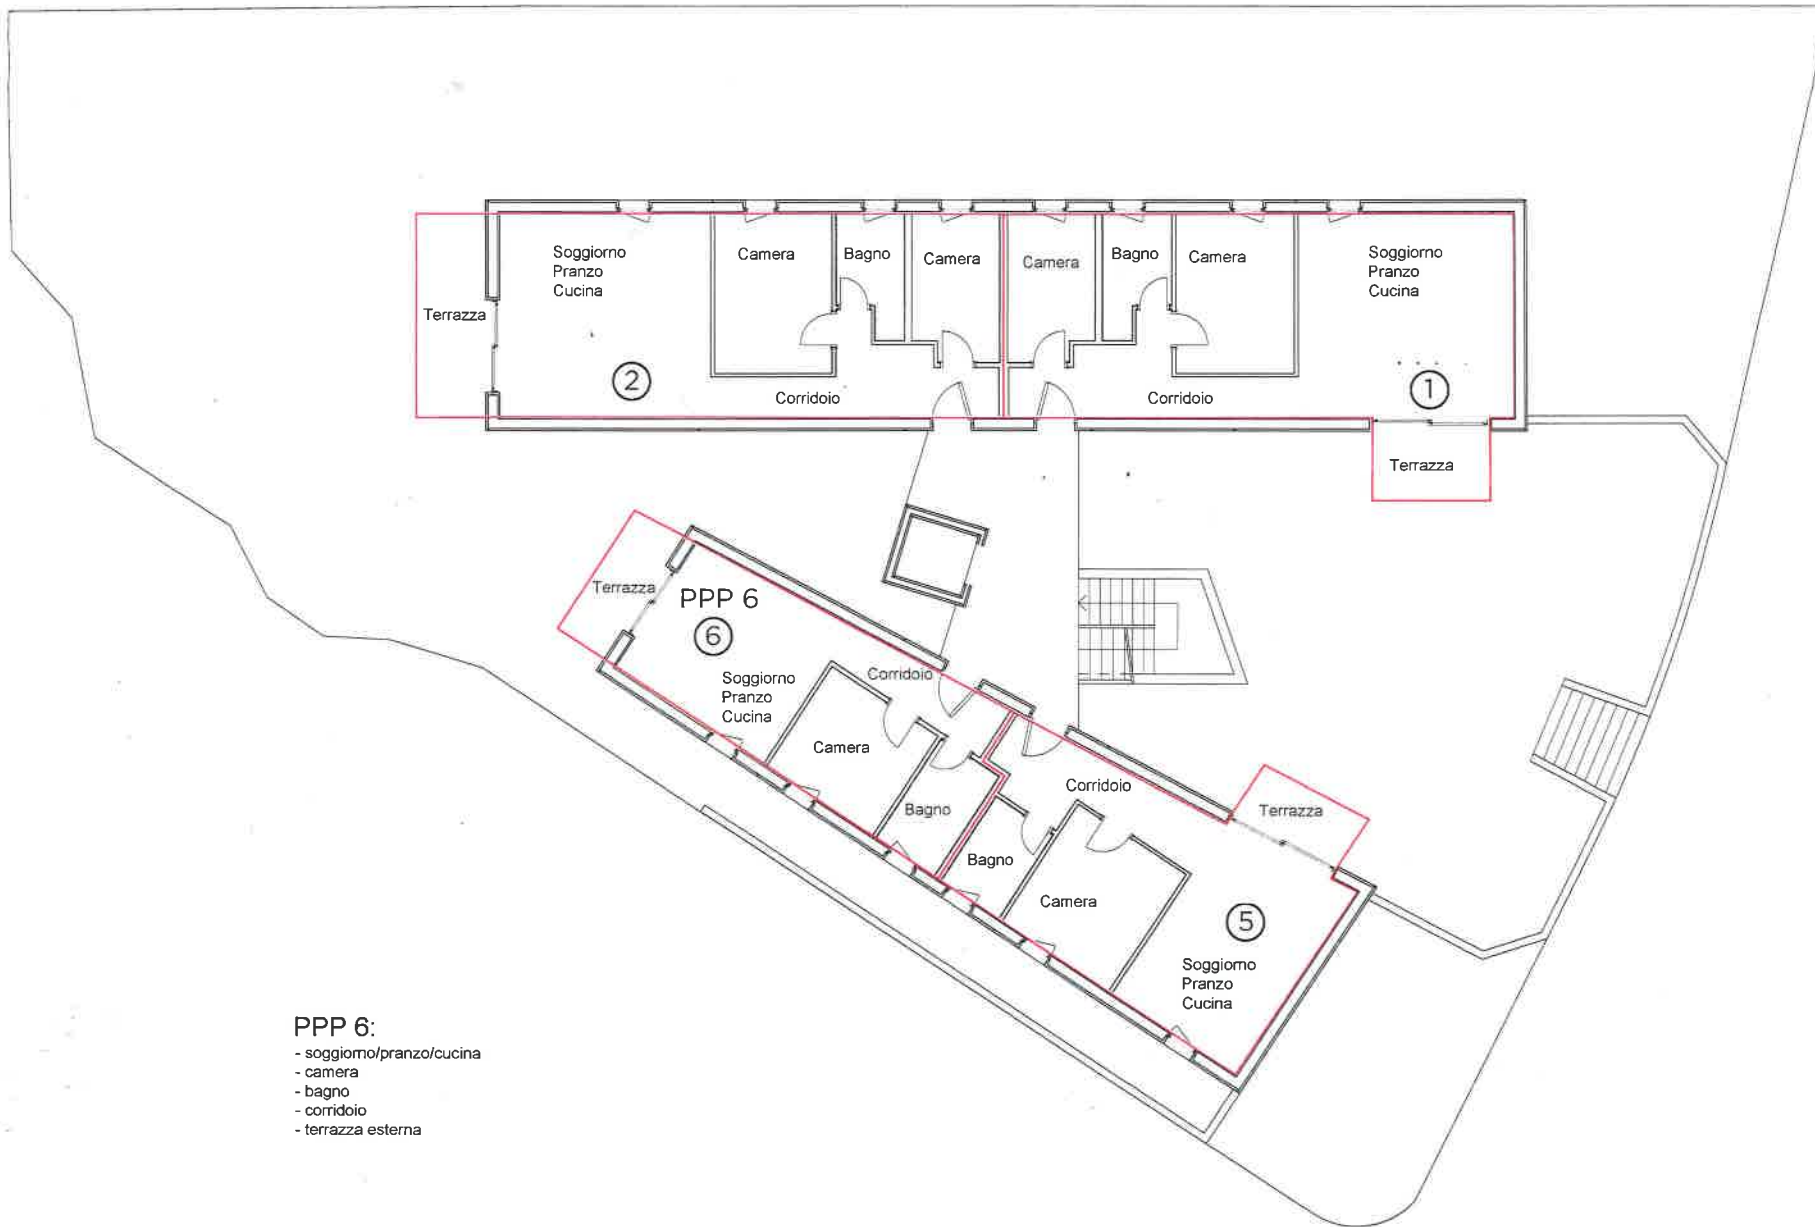 Soggiorno
Pranzo
Cucina
Camera
Bagno
Camera
Camera
Bagno
Camera
Soggiorno
Pranzo
Cucina
Terrazza
2
Corridoio
Corridoio
1
Terrazza
Terrazza
PPP 6
6
Soggiorno
Pranzo
Cucina
Corridoio
Camera
Bagno
Corridoio
Terrazza
Bagno
Camera
5
Soggiorno
Pranzo
Cucina
PPP 6:
- soggiorno/pranzo/cucina
- camera
- bagno
- corridoio
- terrazza esterna